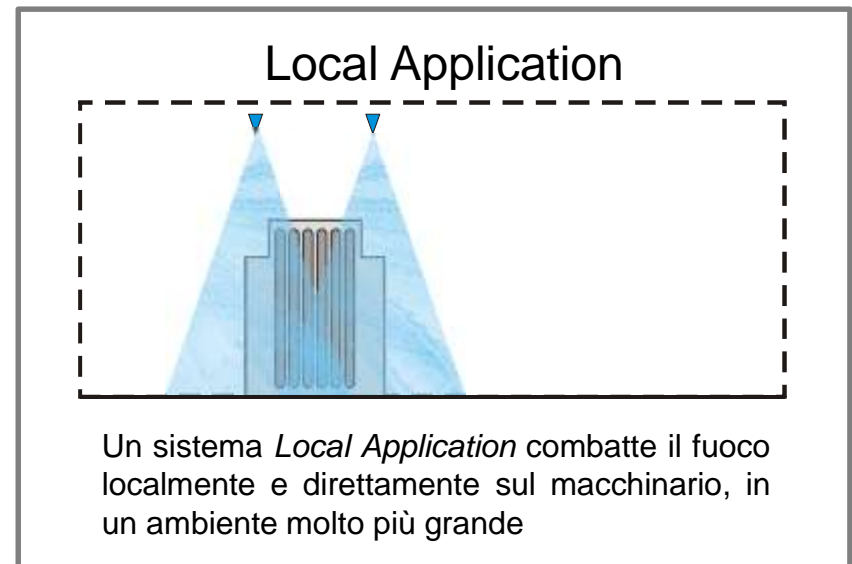 Local Application
Un sistema Local Application combatte il fuoco
localmente e direttamente sul macchinario, in
un ambiente molto più grande